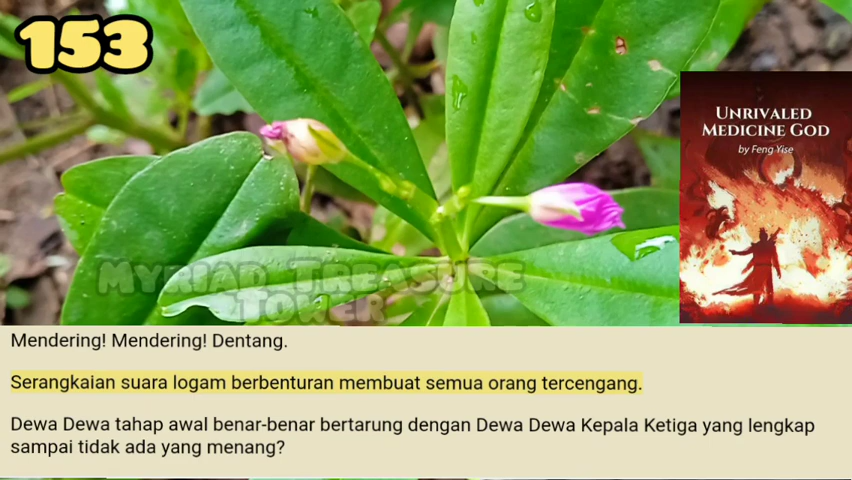 153
UNRIVALED
MEDICINE GOD
by Feng Yise
MYRIAD TREASURE
TOWER
Mendering! Mendering! Dentang.
Serangkaian suara logam berbenturan membuat semua orang tercengang.
Dewa Dewa tahap awal benar-benar bertarung dengan Dewa Dewa Kepala Ketiga yang lengkap
sampai tidak ada yang menang?